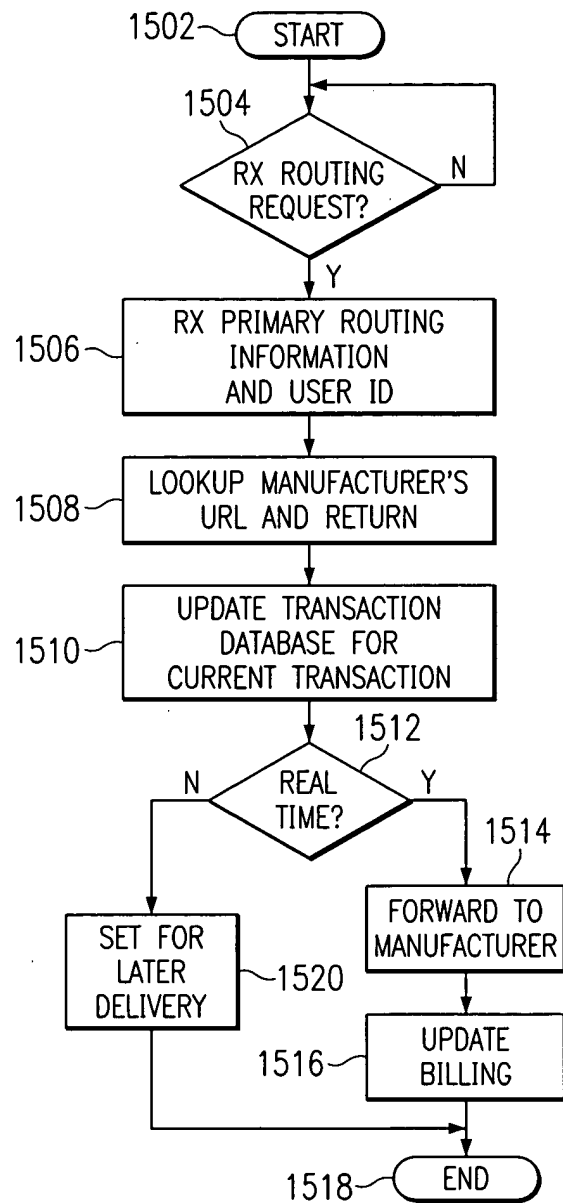 1502
START
1504
RX ROUTING
REQUEST?
N
Y
1506
RX PRIMARY ROUTING
INFORMATION
AND USER ID
1508
LOOKUP MANUFACTURER'S
URL AND RETURN
1510
UPDATE TRANSACTION
DATABASE FOR
CURRENT TRANSACTION
1512
N
REAL
TIME?
Y
1514
FORWARD TO
MANUFACTURER
SET FOR
LATER
DELIVERY
1520
1516
UPDATE
BILLING
1518
END